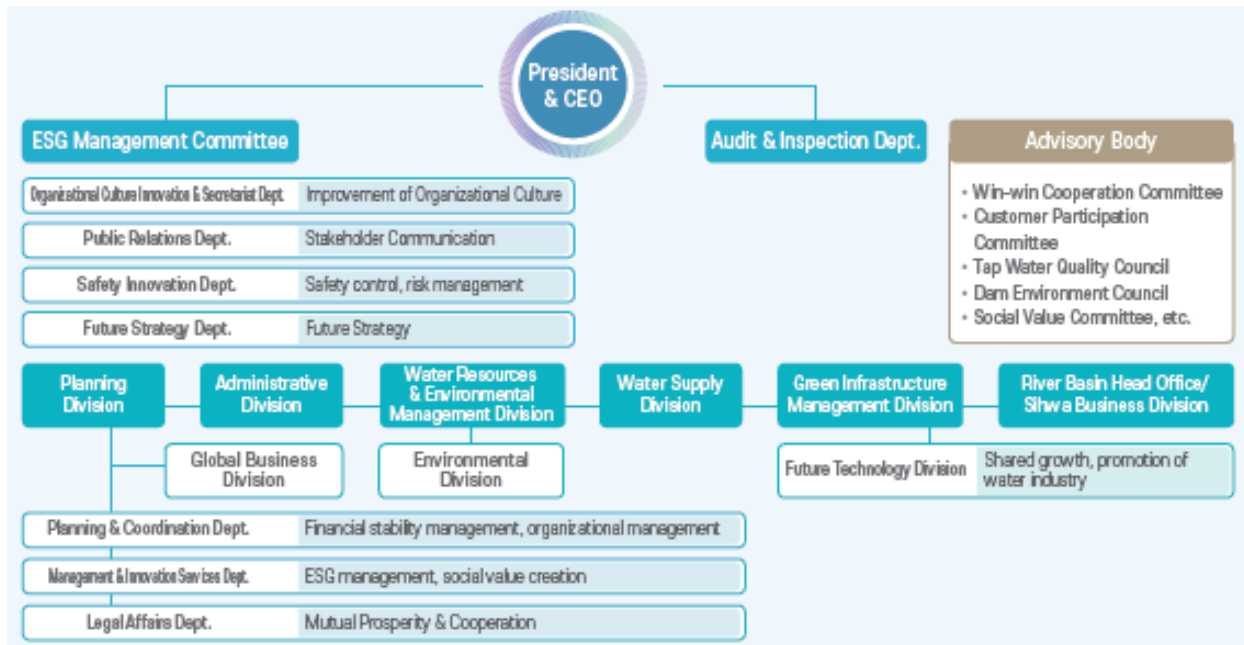 President
& CEO
ESG Management Committee
Audit & Inspection Dept.
Advisory Body
• Win-win Cooperation Committee
• Customer Participation
Committee
• Tap Water Quality Council
• Dam Environment Council
• Social Value Committee, etc.
Organizational Culture Innovation & Secretariat Dept. Improvement of Organizational Culture
Public Relations Dept. Stakeholder Communication
Safety Innovation Dept. Safety control, risk management
Future Strategy Dept. Future Strategy
Planning
Division
Administrative
Division
Water Resources
& Environmental
Management Division
Water Supply
Division
Green Infrastructure
Management Division
River Basin Head Office/
Sihwa Business Division
Global Business
Division
Environmental
Division
Future Technology Division
Shared growth, promotion of
water industry
Planning & Coordination Dept. Financial stability management, organizational management
Management & Innovation Services Dept. ESG management, social value creation
Legal Affairs Dept. Mutual Prosperity & Cooperation